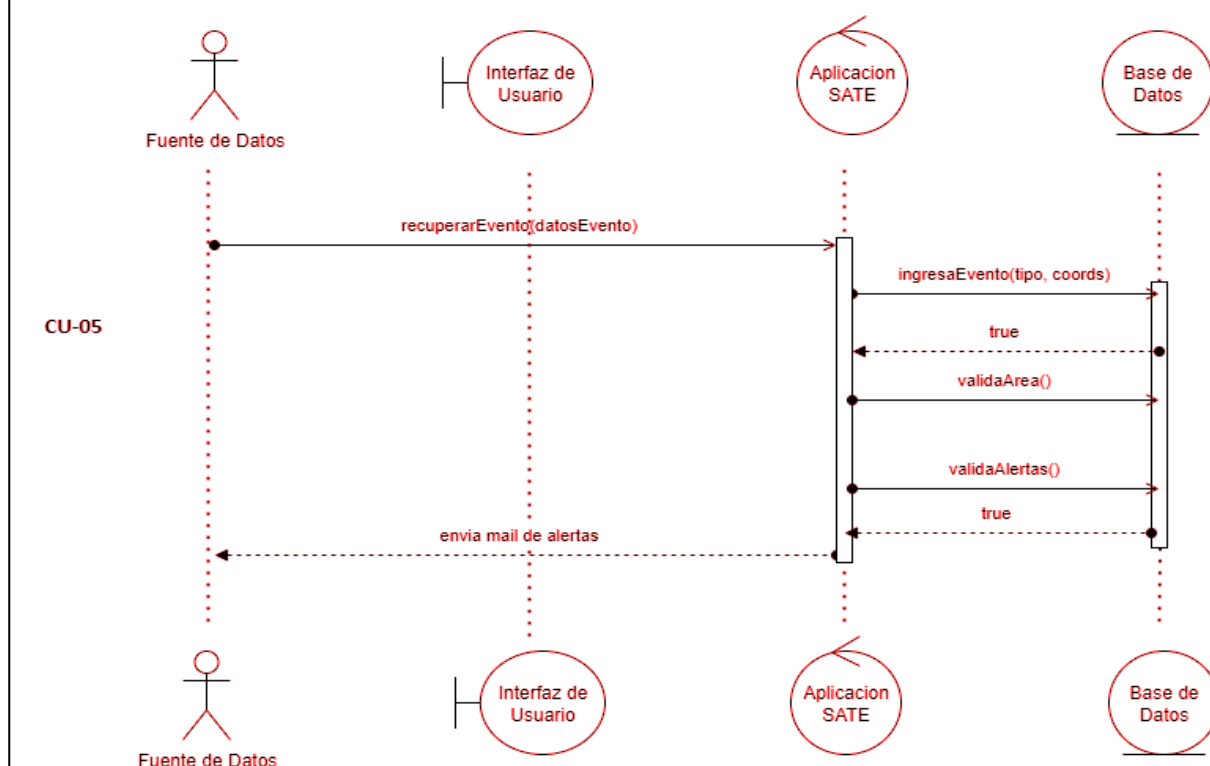 Interfaz de
Usuario
Aplicacion
SATE
Base de
Datos
Fuente de Datos
recuperarEvento(datosEvento)
ingresaEvento(tipo, coords)
CU-05
true
validaArea()
validaAlertas()
true
envia mail de alertas
Interfaz de
Usuario
Aplicacion
SATE
Base de
Datos
Fuente de Datos